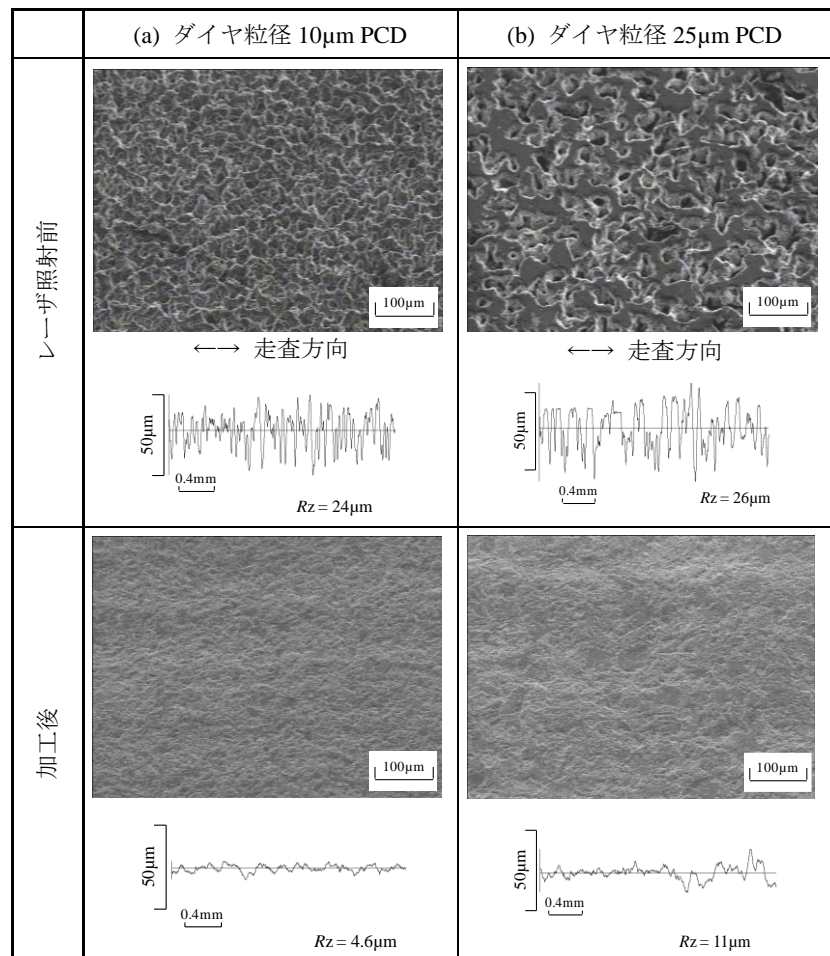 (a) ダイヤ粒径 10μm PCD
(b) ダイヤ粒径 25μm PCD
レーザ照射前
100μm
←→ 走査方向
50μm
0.4mm
Rz = 24μm
100μm
←→ 走査方向
50μm
0.4mm
Rz = 26μm
加工後
100μm
50μm
0.4mm
Rz = 4.6μm
100μm
50μm
0.4mm
Rz = 11μm